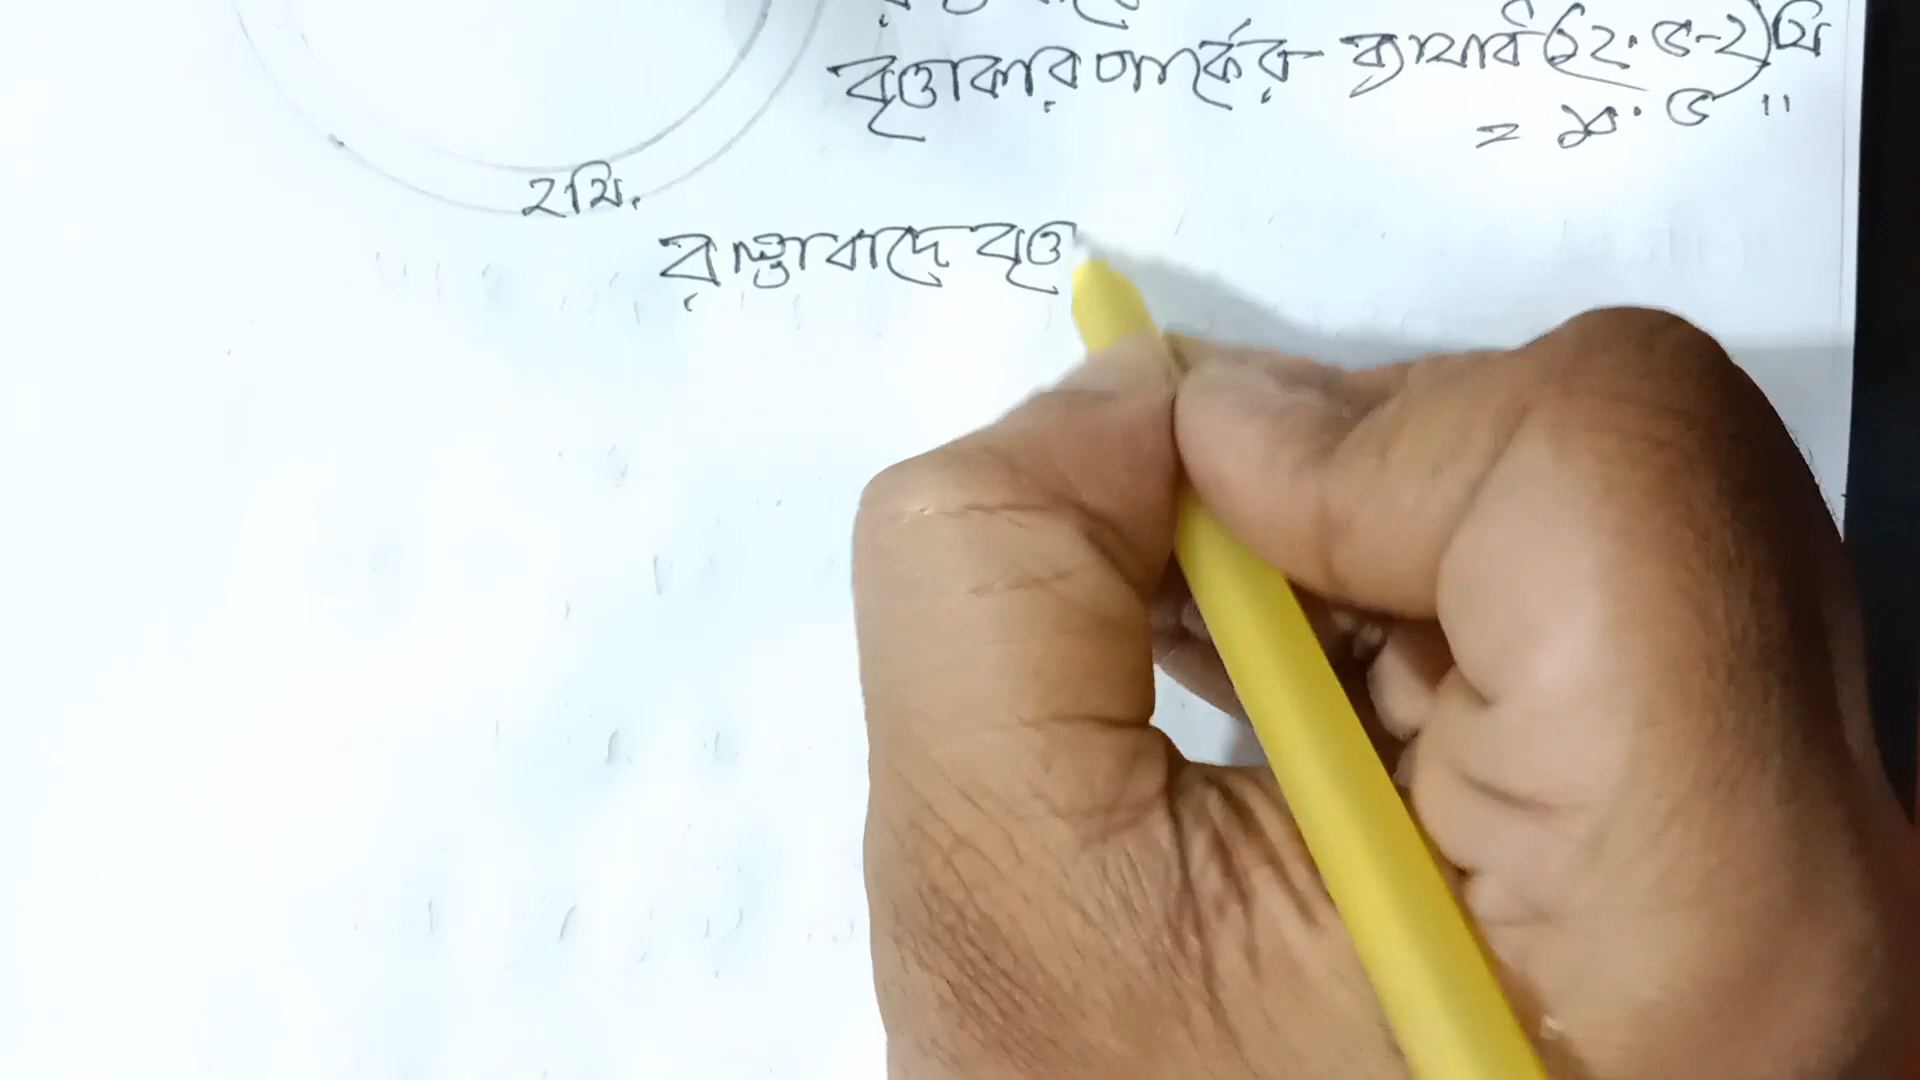 বৃত্তাকার পার্কের ব্যাসার্ধ (১২.৫-২)মি
= ১০.৫ "
২মি.
রাস্তাবাদে বৃত্ত